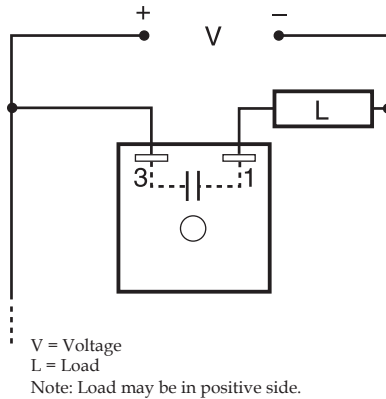 + V –
L
3 1
V = Voltage
L = Load
Note: Load may be in positive side.